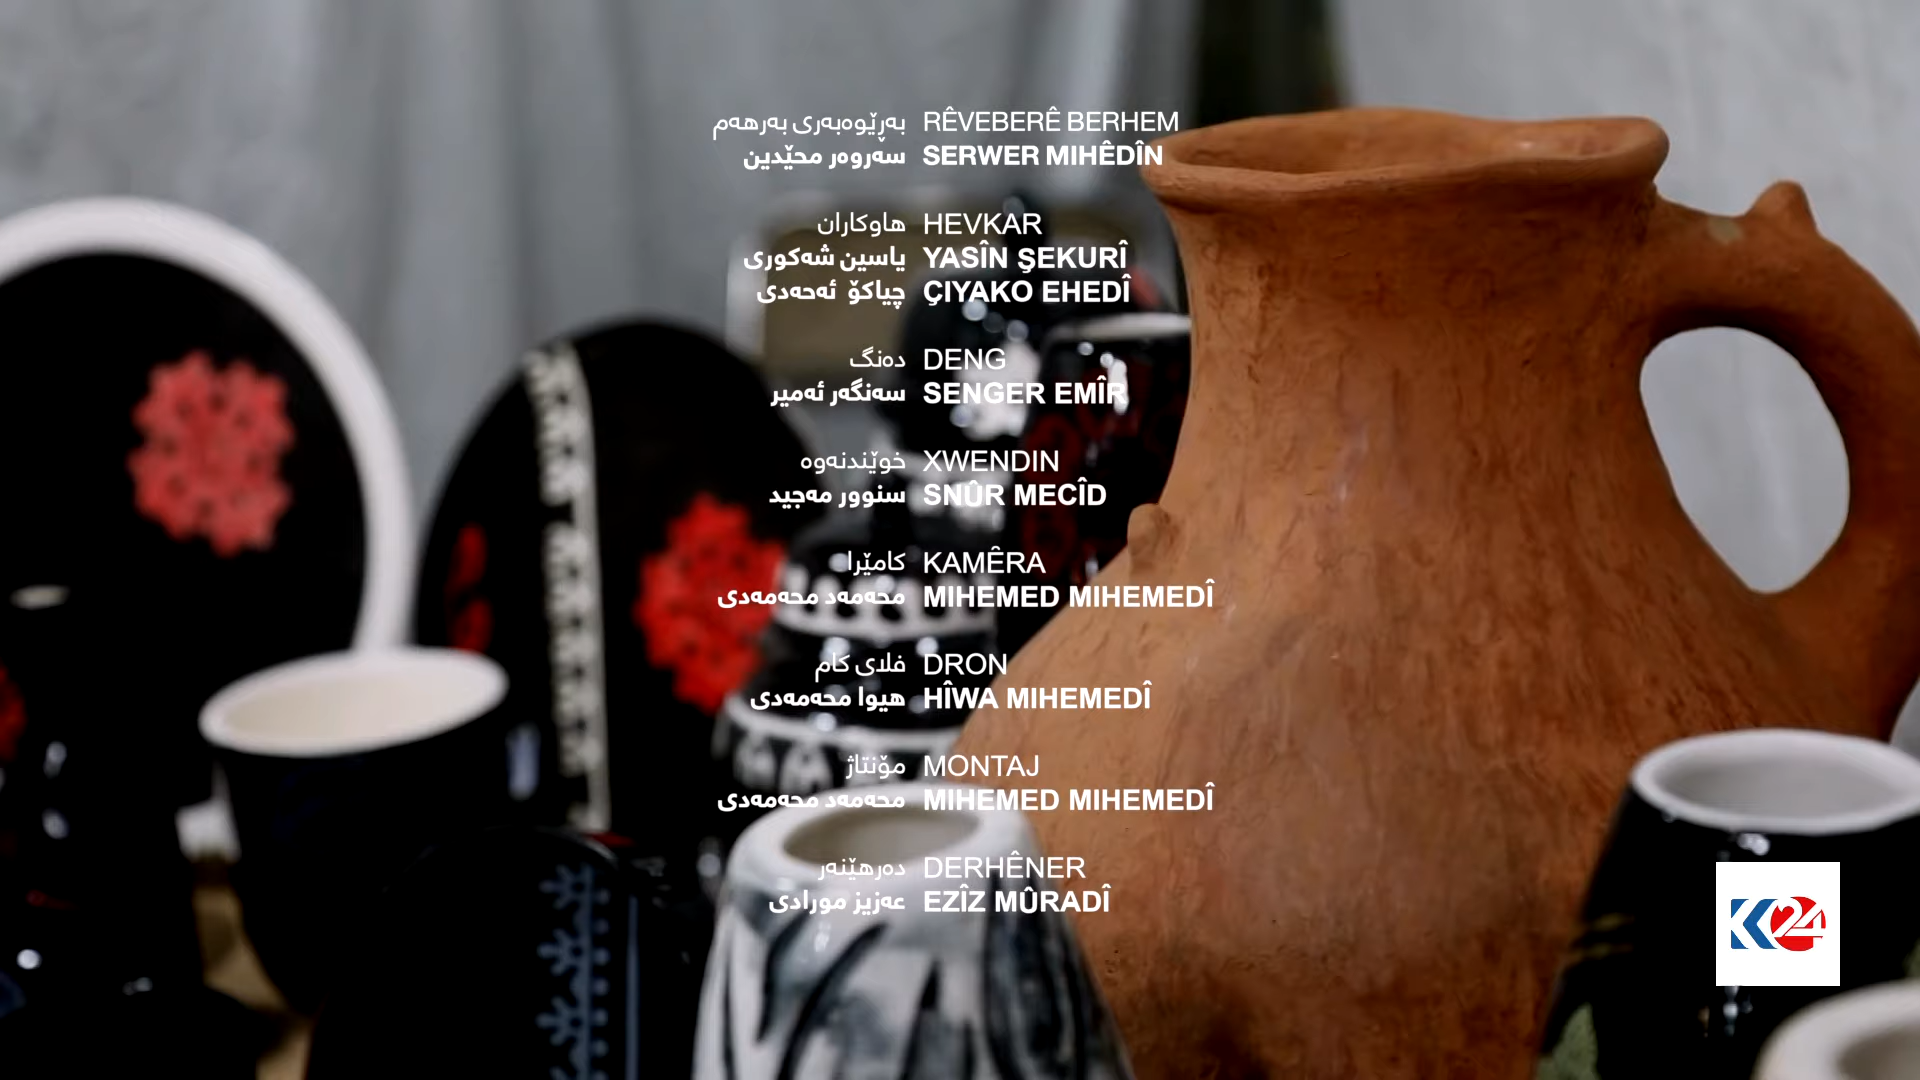 بەڕێوەبەری بەرهەم RÊVEBERÊ BERHEM
سەروەر محێدین SERWER MIHÊDÎN
هاوکاران HEVKAR
یاسین شەکوری YASÎN ŞEKURÎ
چیاکۆ ئەحەدی ÇIYAKO EHEDÎ
دەنگ DENG
سەنگەر ئەمیر SENGER EMÎR
خوێندنەوە XWENDIN
سنوور مەجید SNÛR MECÎD
کامێرا KAMÊRA
محەمەد محەمەدی MIHEMED MIHEMEDÎ
فلای کام DRON
هیوا محەمەدی HÎWA MIHEMEDÎ
مۆنتاژ MONTAJ
محەمەد محەمەدی MIHEMED MIHEMEDÎ
دەرهێنەر DERHÊNER
عەزیز مورادی EZÎZ MÛRADÎ
K24